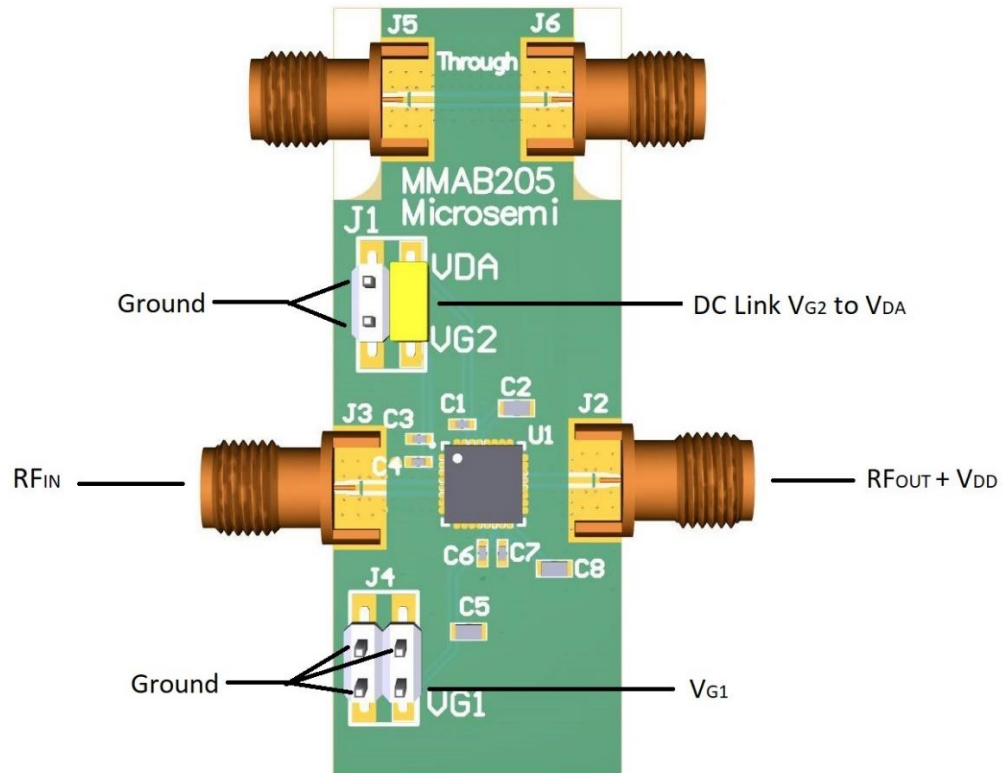 J5
J6
Through
MMAB205
Microsemi
J1
VDA
Ground
DC Link VG2 to VDA
VG2
C2
J3
C1
J2
C3
U1
C4
RFIN
RFOUT + VDD
C6
C7
C8
J4
C5
Ground
VG1
VG1